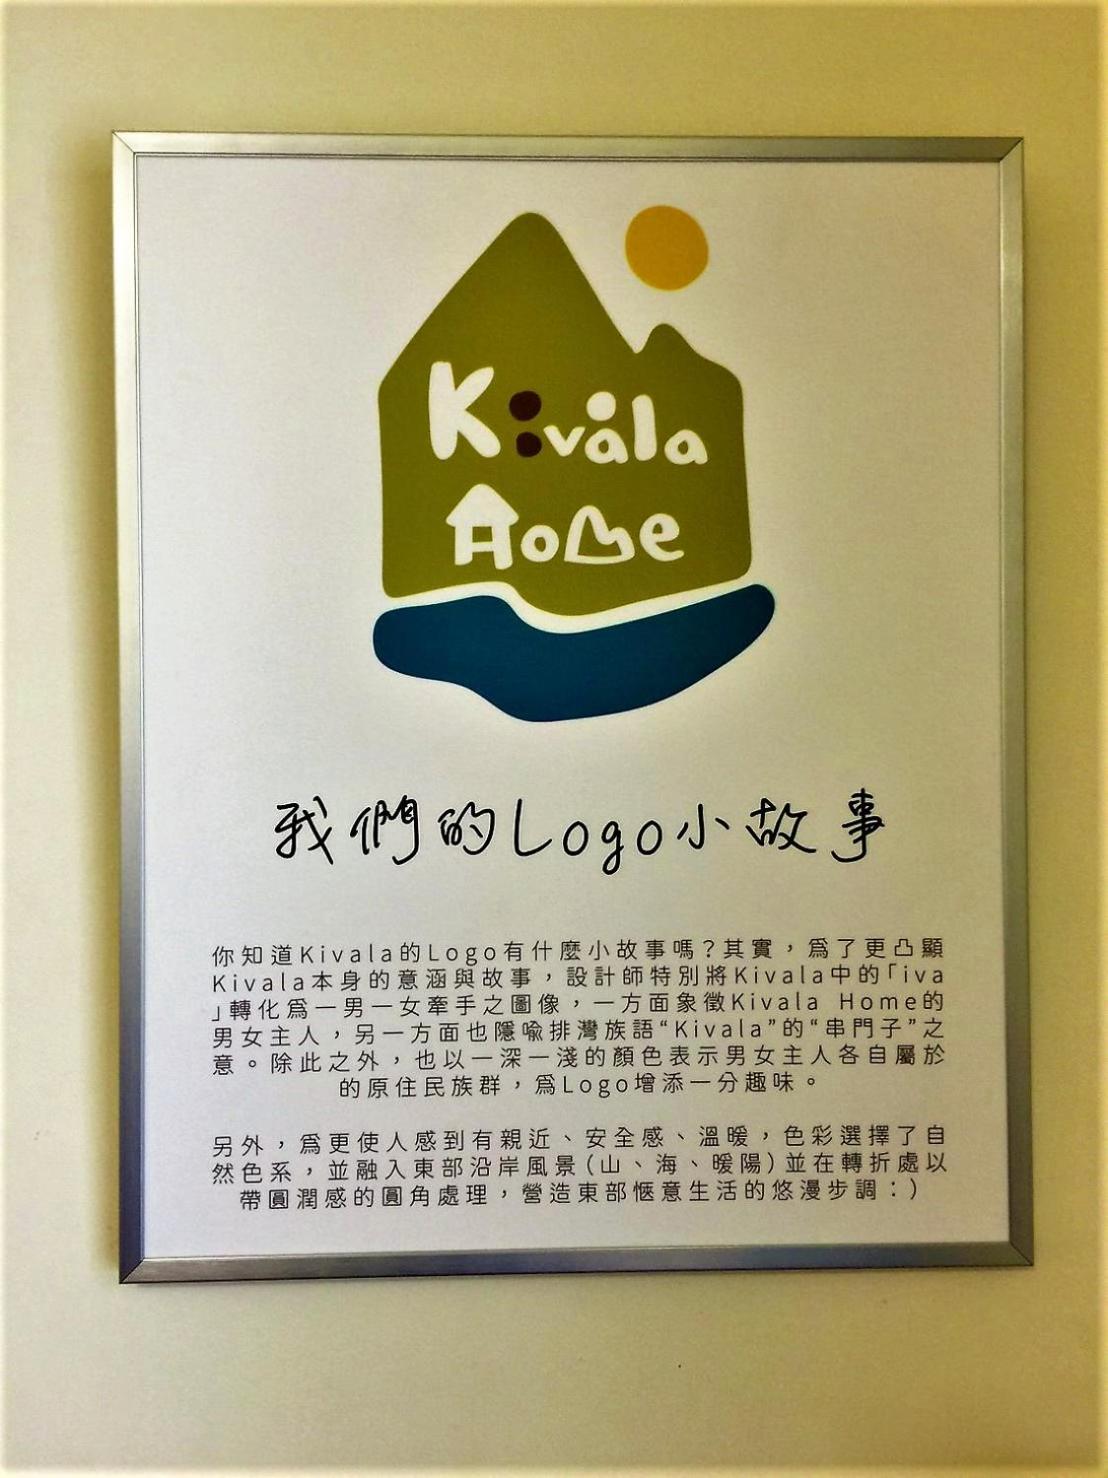 Kivala
Home
我們的Logo小故事
你知道Kivala的Logo有什麼小故事嗎？其實，為了更凸顯
Kivala本身的意涵與故事，設計師特別將Kivala中的「iva
」轉化為一男一女牽手之圖像，一方面象徵Kivala Home的
男女主人，另一方面也隱喻排灣族語“Kivala”的“串門子”之
意。除此之外，也以一深一淺的顏色表示男女主人各自屬於
的原住民族群，為Logo增添一分趣味。
另外，為更使人感到有親近、安全感、溫暖，色彩選擇了自
然色系，並融入東部沿岸風景(山、海、暖陽)並在轉折處以
帶圓潤感的圓角處理，營造東部愜意生活的悠漫步調：)